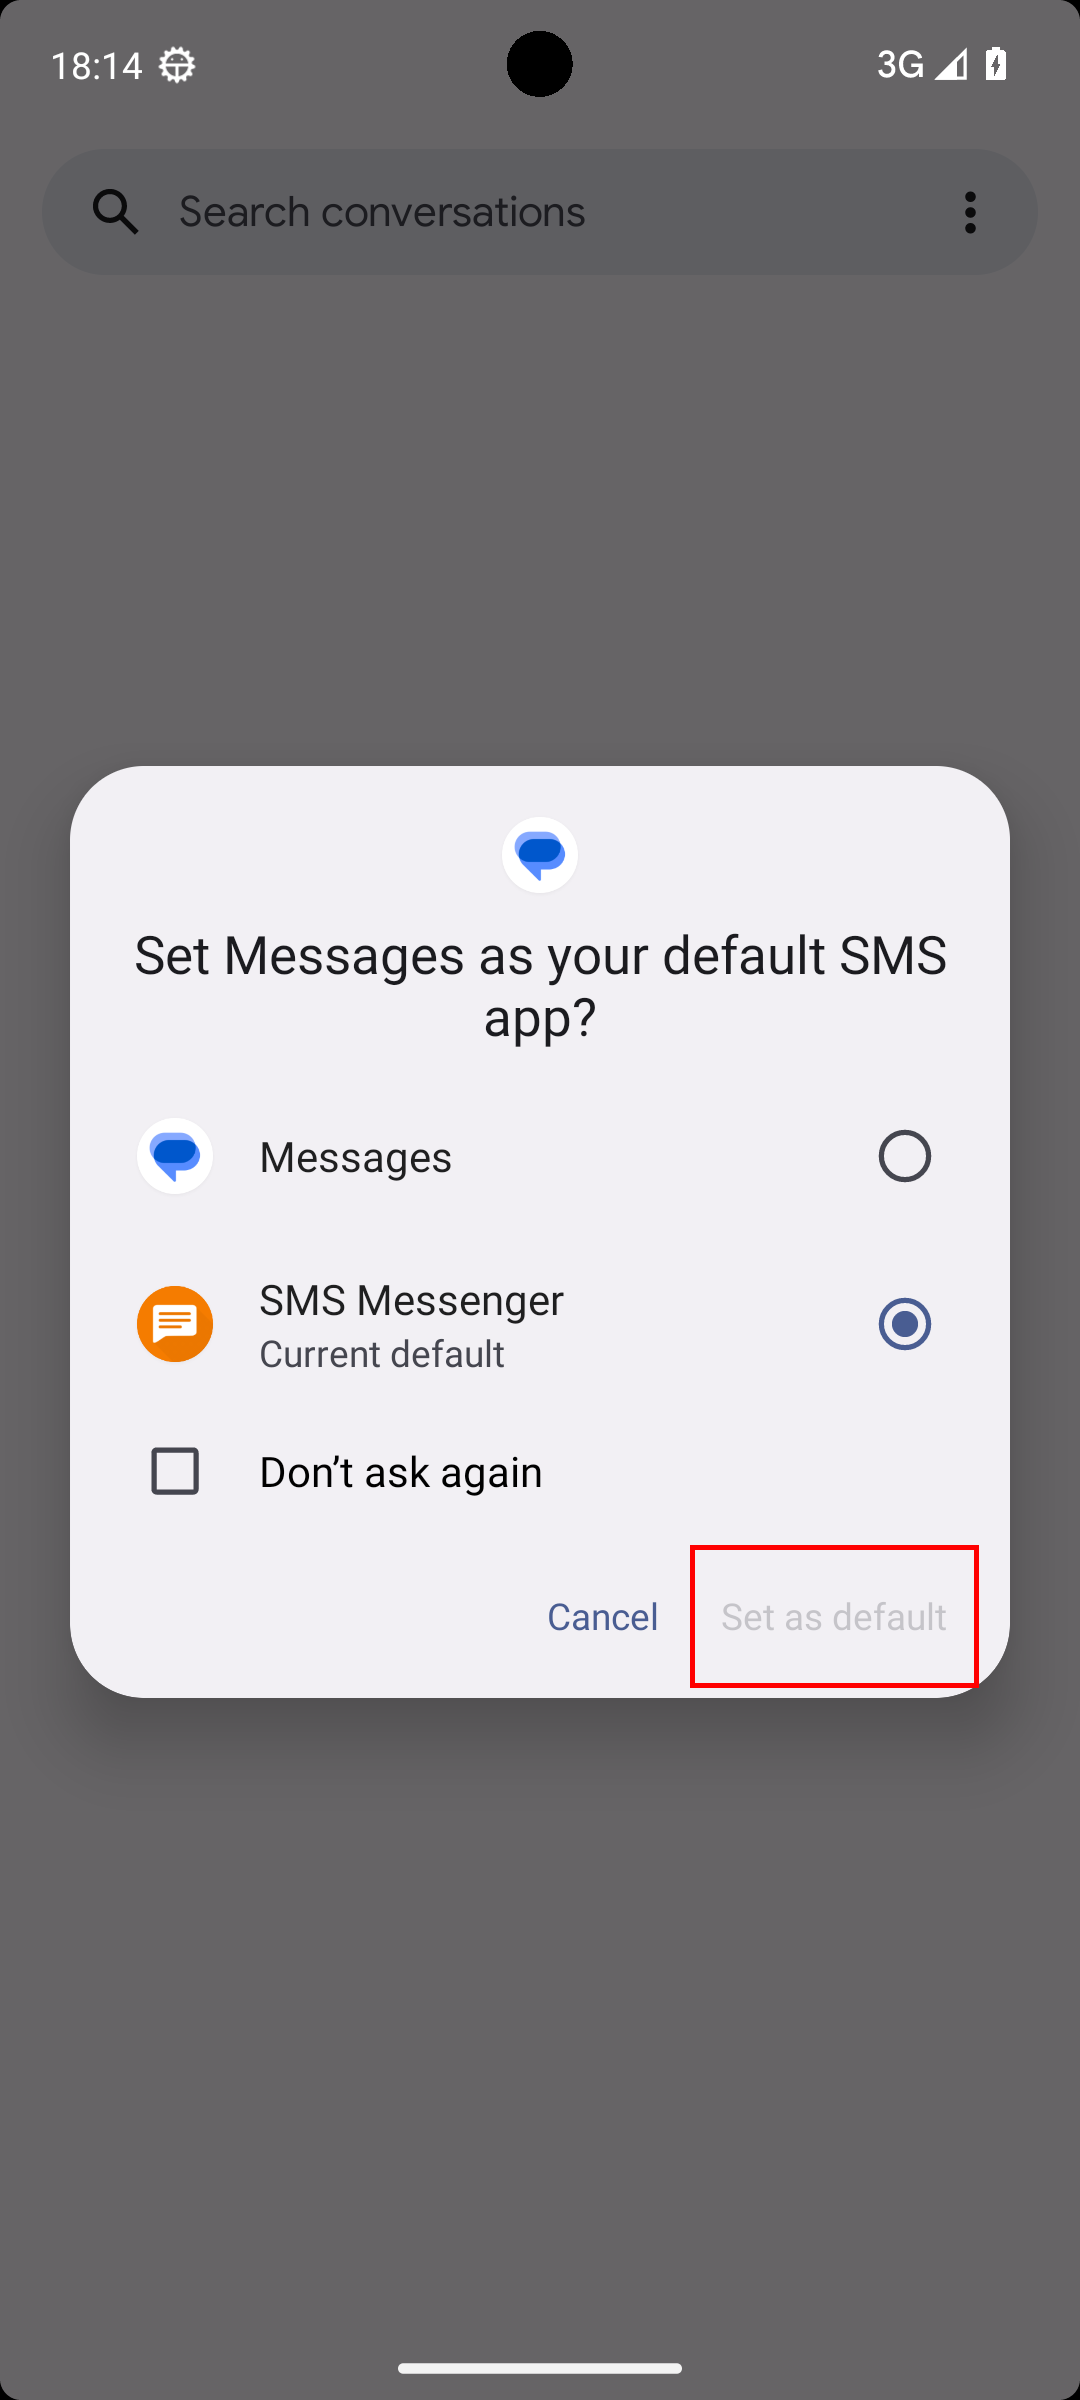 18:14
3G
Search conversations
Set Messages as your default SMS
app?
Messages
SMS Messenger
Current default
Don’t ask again
Cancel
Set as default